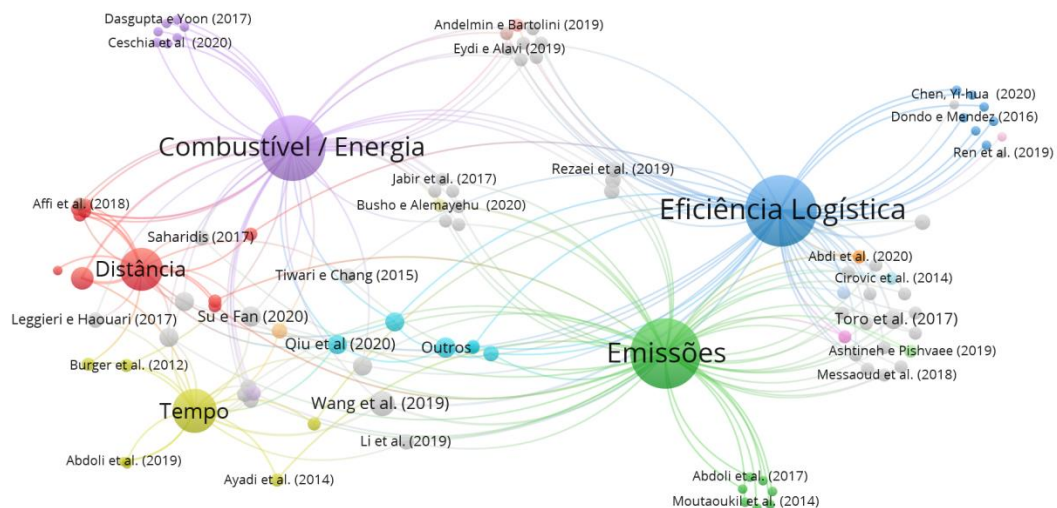 Dasgupta e Yoon (2017)
Ceschia et al (2020)
Andelmin e Bartolini (2019)
Eydi e Alavi (2019)
Chen, Yi-hua (2020)
Dondo e Mendez (2016)
Ren et al. (2019)
Combustível / Energia
Rezaei et al. (2019)
Jabir et al. (2017)
Busho e Alemayehu (2020)
Eficiência Logística
Affi et al. (2018)
Saharidis (2017)
Distância
Tiwari e Chang (2015)
Abdi et al. (2020)
Cirovic et al. (2014)
Leggieri e Haouari (2017)
Su e Fan (2020)
Toro et al. (2017)
Qiu et al (2020)
Outros
Emissões
Ashtineh e Pishvaee (2019)
Messaoud et al. (2018)
Burger et al. (2012)
Tempo
Wang et al. (2019)
Li et al. (2019)
Abdoli et al. (2019)
Ayadi et al. (2014)
Abdoli et al. (2017)
Moutaoukil et al. (2014)